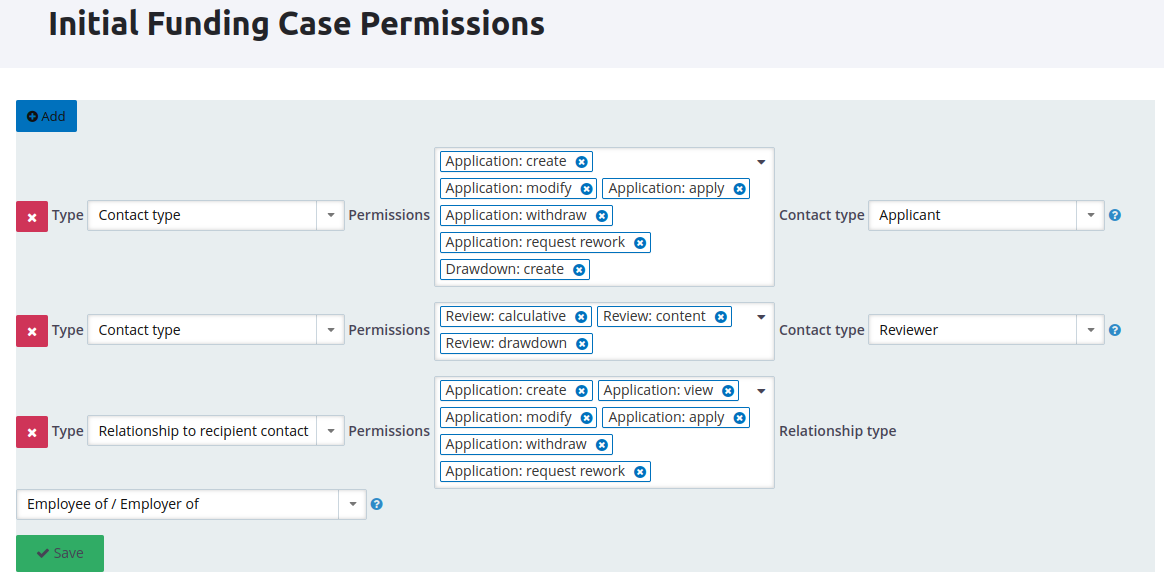 Initial Funding Case Permissions
Add
Application: create
Application: modify Application: apply
Type Contact type Permissions Application: withdraw Contact type Applicant
Application: request rework
Drawdown: create
Review: calculative Review: content
Type Contact type Permissions Contact type Reviewer
Review: drawdown
Application: create Application: view
Application: modify Application: apply
Type Relationship to recipient contact Permissions Relationship type
Application: withdraw
Application: request rework
Employee of / Employer of
Save